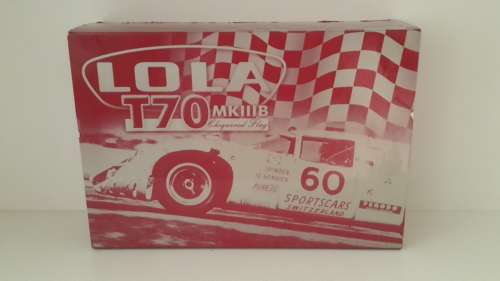 LOLA
T70 MKIIIB
Chequered Flag
60
SPORTSCARS
SWITZERLAND